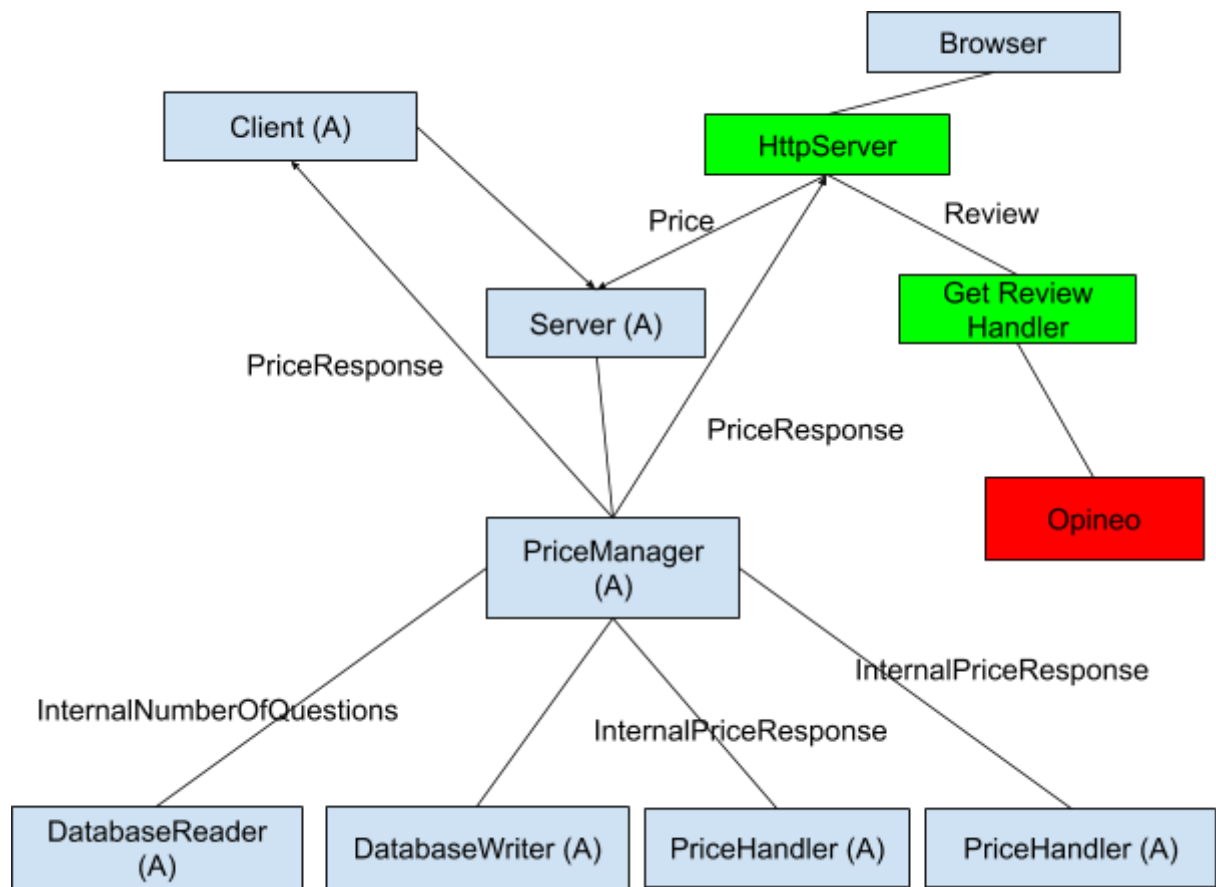 Browser
Client (A)
HttpServer
Price
Review
Get Review
Handler
Server (A)
PriceResponse
PriceResponse
Opineo
PriceManager
(A)
InternalPriceResponse
InternalNumberOfQuestions
InternalPriceResponse
DatabaseReader
(A)
DatabaseWriter (A)
PriceHandler (A)
PriceHandler (A)